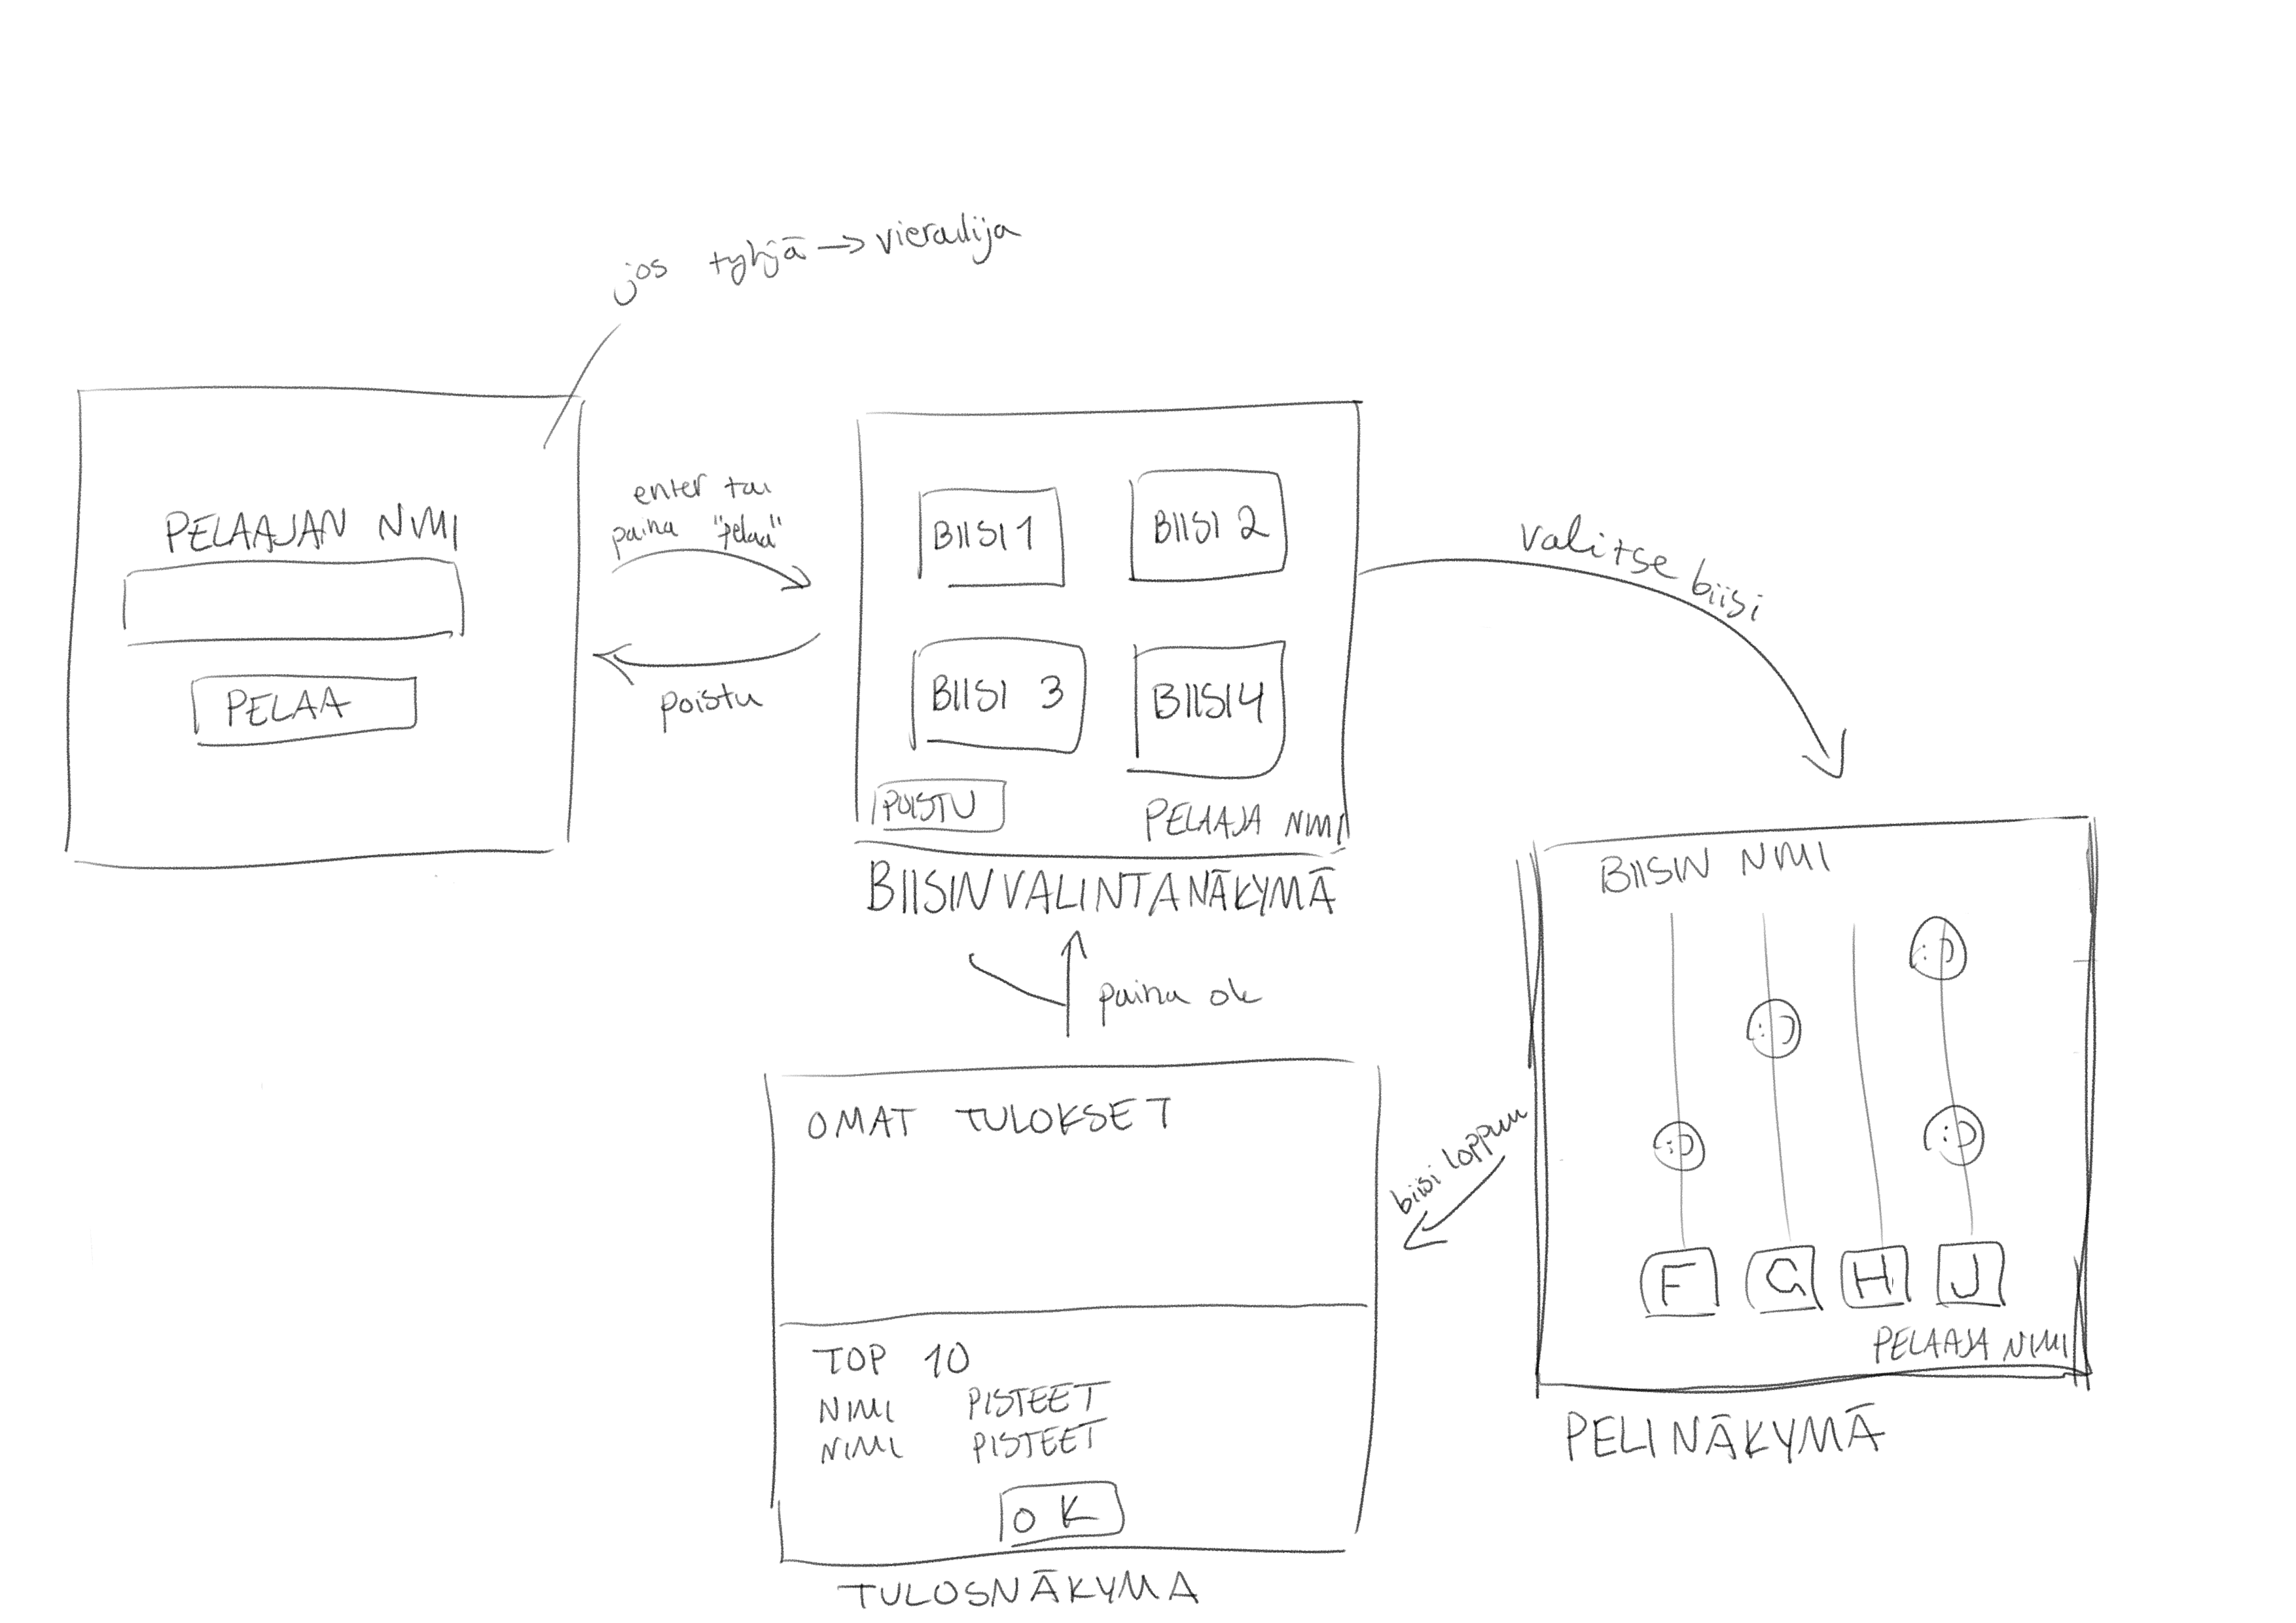 jos tyhjä → vierailija
PELAAJAN NIMI
PELAA
enter tai
paina "pelaa"
poistu
BIISI 1
BIISI 2
BIISI 3
BIISI 4
POISTU
PELAAJA NIMI
BIISINVALINTANÄKYMÄ
valitse biisi
BIISIN NIMI
:D
:D
:D
:D
F G H J
PELAAJA NIMI
PELINÄKYMÄ
biisi loppuu
paina ok
OMAT TULOKSET
TOP 10
NIMI PISTEET
NIMI PISTEET
OK
TULOSNÄKYMA